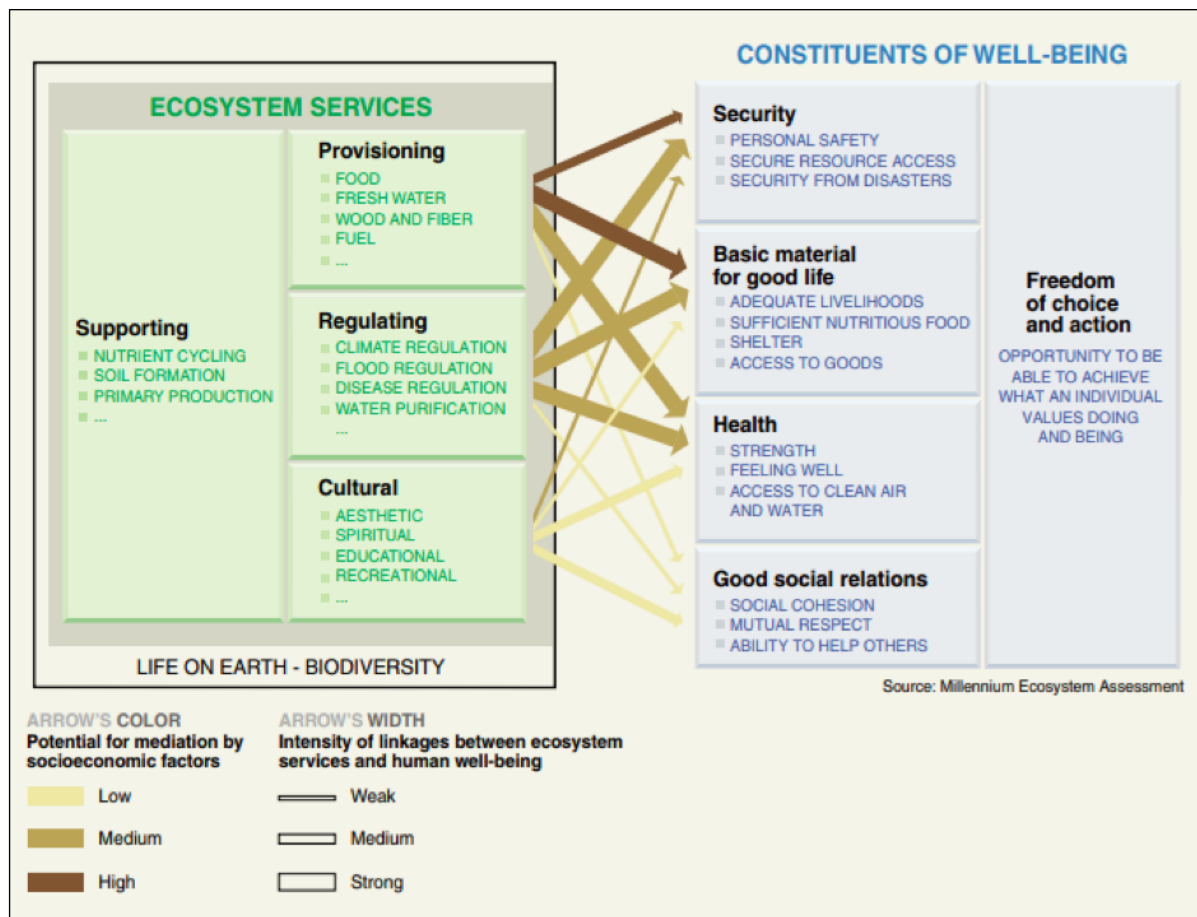 CONSTITUENTS OF WELL-BEING
ECOSYSTEM SERVICES
Supporting
NUTRIENT CYCLING
SOIL FORMATION
PRIMARY PRODUCTION
...
Provisioning
FOOD
FRESH WATER
WOOD AND FIBER
FUEL
...
Regulating
CLIMATE REGULATION
FLOOD REGULATION
DISEASE REGULATION
WATER PURIFICATION
...
Cultural
AESTHETIC
SPIRITUAL
EDUCATIONAL
RECREATIONAL
...
LIFE ON EARTH - BIODIVERSITY
Security
PERSONAL SAFETY
SECURE RESOURCE ACCESS
SECURITY FROM DISASTERS
Basic material
for good life
ADEQUATE LIVELIHOODS
SUFFICIENT NUTRITIOUS FOOD
SHELTER
ACCESS TO GOODS
Health
STRENGTH
FEELING WELL
ACCESS TO CLEAN AIR
AND WATER
Good social relations
SOCIAL COHESION
MUTUAL RESPECT
ABILITY TO HELP OTHERS
Freedom
of choice
and action
OPPORTUNITY TO BE
ABLE TO ACHIEVE
WHAT AN INDIVIDUAL
VALUES DOING
AND BEING
Source: Millennium Ecosystem Assessment
ARROW'S COLOR
Potential for mediation by
socioeconomic factors
Low
Medium
High
ARROW'S WIDTH
Intensity of linkages between ecosystem
services and human well-being
Weak
Medium
Strong